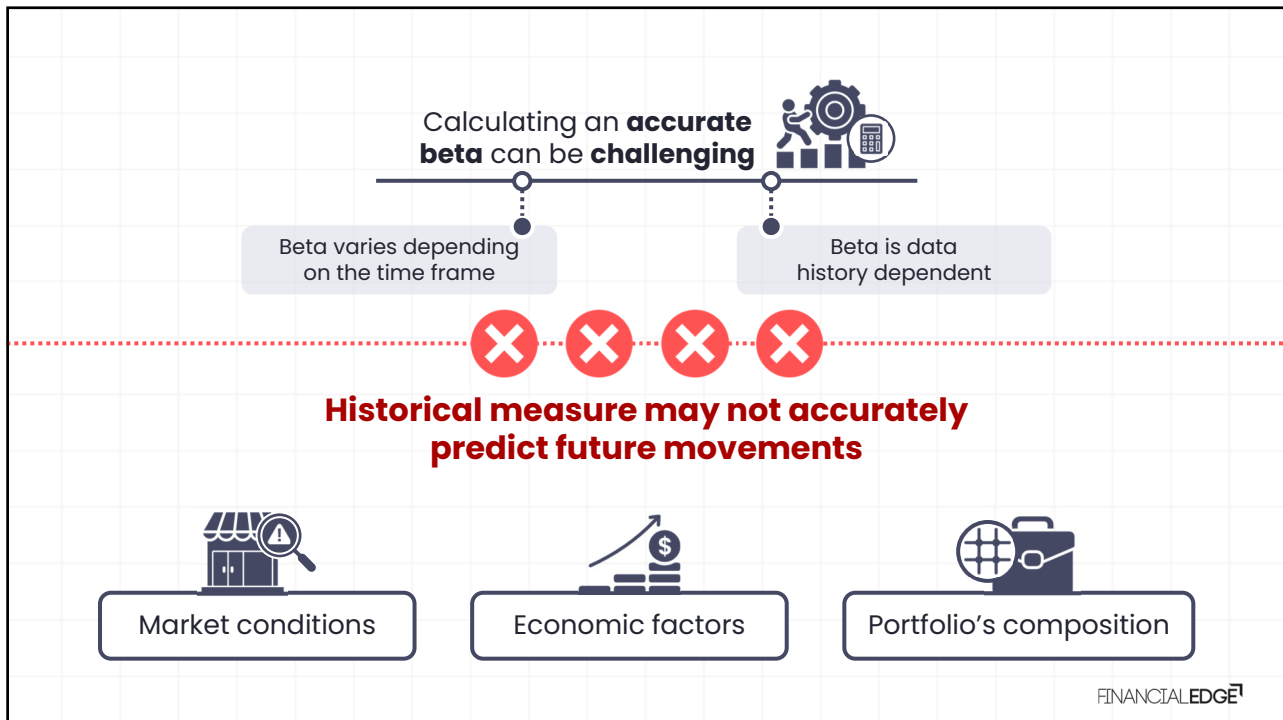 Calculating an accurate
beta can be challenging
Beta varies depending
on the time frame
Beta is data
history dependent
Historical measure may not accurately
predict future movements
$
Market conditions
Economic factors
Portfolio's composition
FINANCIALEDGE